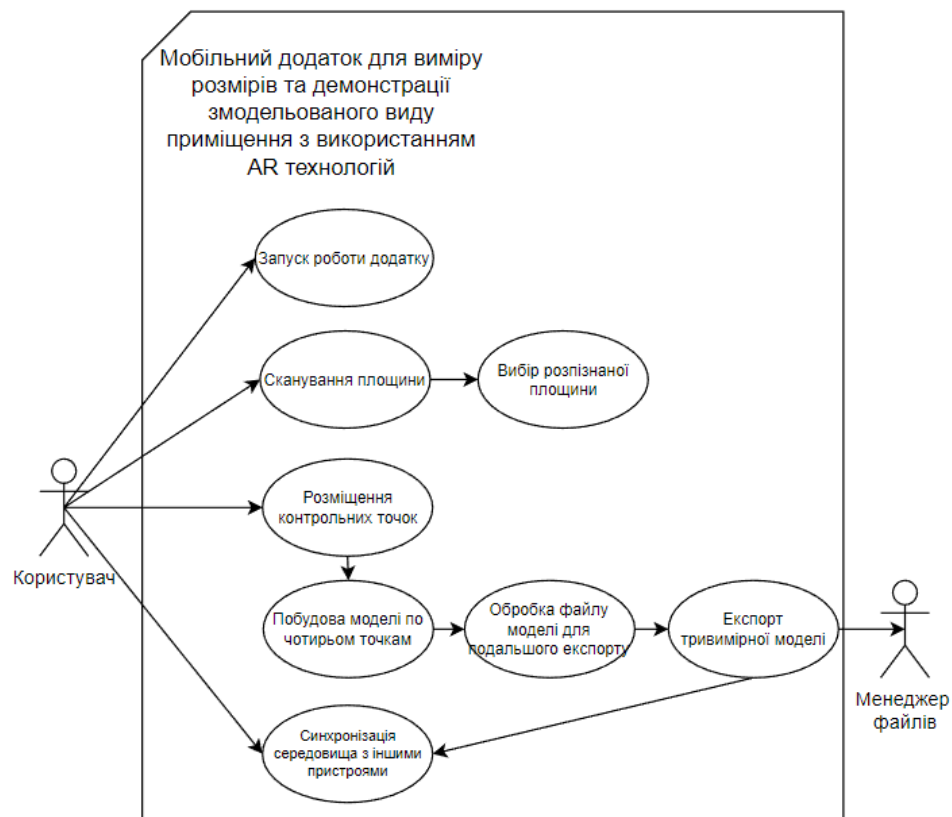 Мобільний додаток для виміру
розмірів та демонстрації
змодельованого виду
приміщення з використанням
AR технологій
Запуск роботи додатку
Сканування площини
Вибір розпізнаної
площини
Розміщення
контрольних точок
Користувач
Побудова моделі по
чотирьом точкам
Обробка файлу
моделі для
подальшого експорту
Експорт
тривимірної моделі
Менеджер
файлів
Синхронізація
середовища з іншими
пристроями